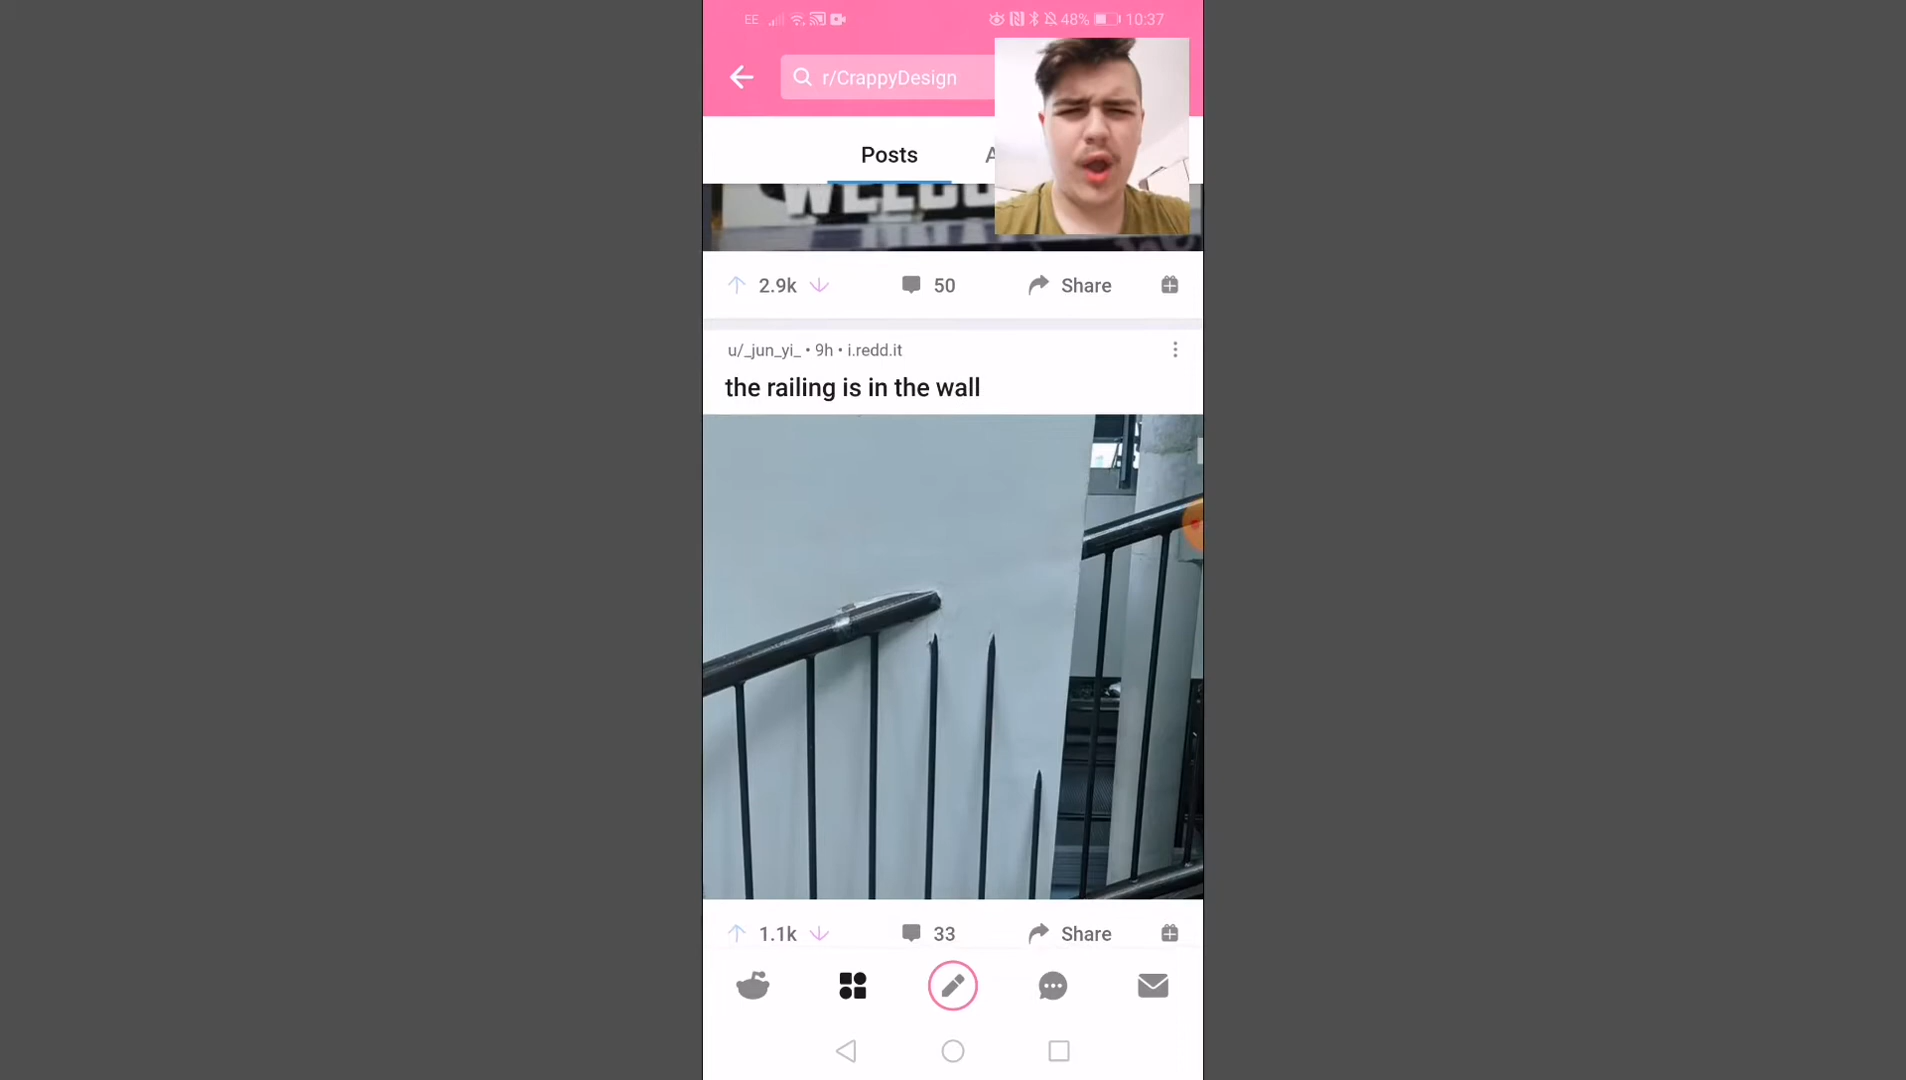 EE 48% 10:37
r/CrappyDesign
Posts
2.9k 50 Share
u/_jun_yi_ • 9h • i.redd.it
the railing is in the wall
1.1k 33 Share